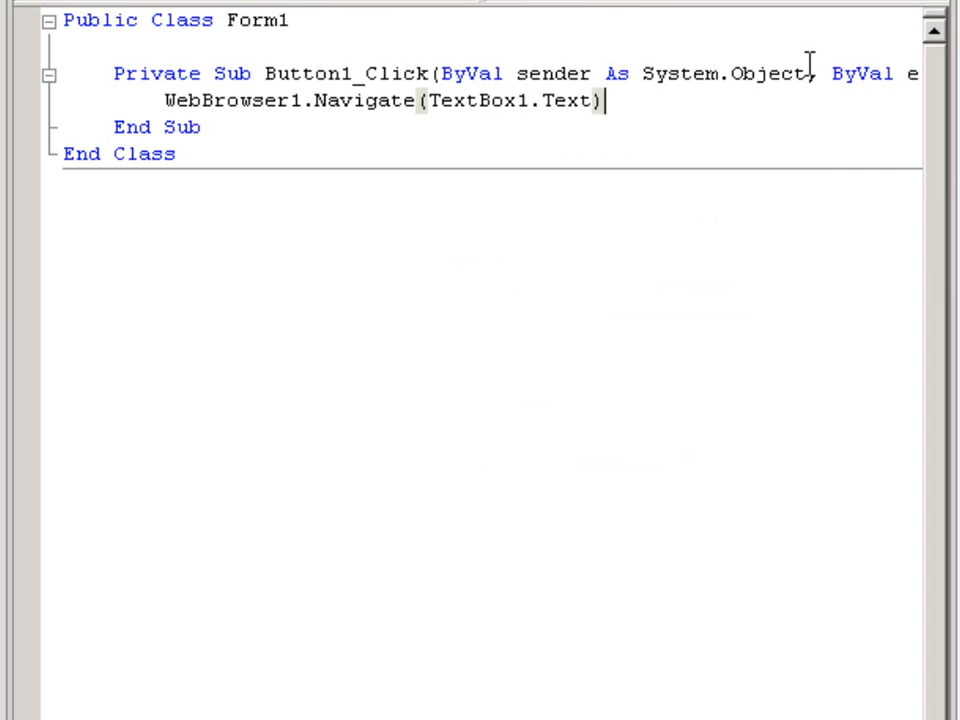 Public Class Form1
Private Sub Button1_Click(ByVal sender As System.Object, ByVal e
WebBrowser1.Navigate(TextBox1.Text)
End Sub
End Class